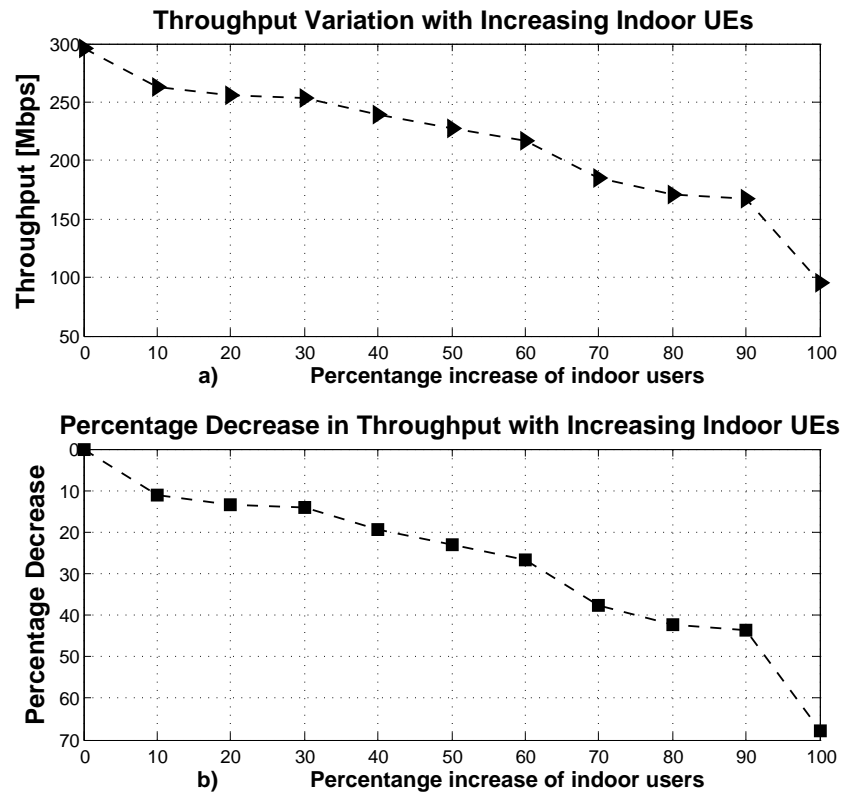 Throughput Variation with Increasing Indoor UEs
Throughput [Mbps]
300
250
200
150
100
50
0 10 20 30 40 50 60 70 80 90 100
a) Percentange increase of indoor users
Percentage Decrease in Throughput with Increasing Indoor UEs
Percentage Decrease
0
10
20
30
40
50
60
70
0 10 20 30 40 50 60 70 80 90 100
b) Percentange increase of indoor users